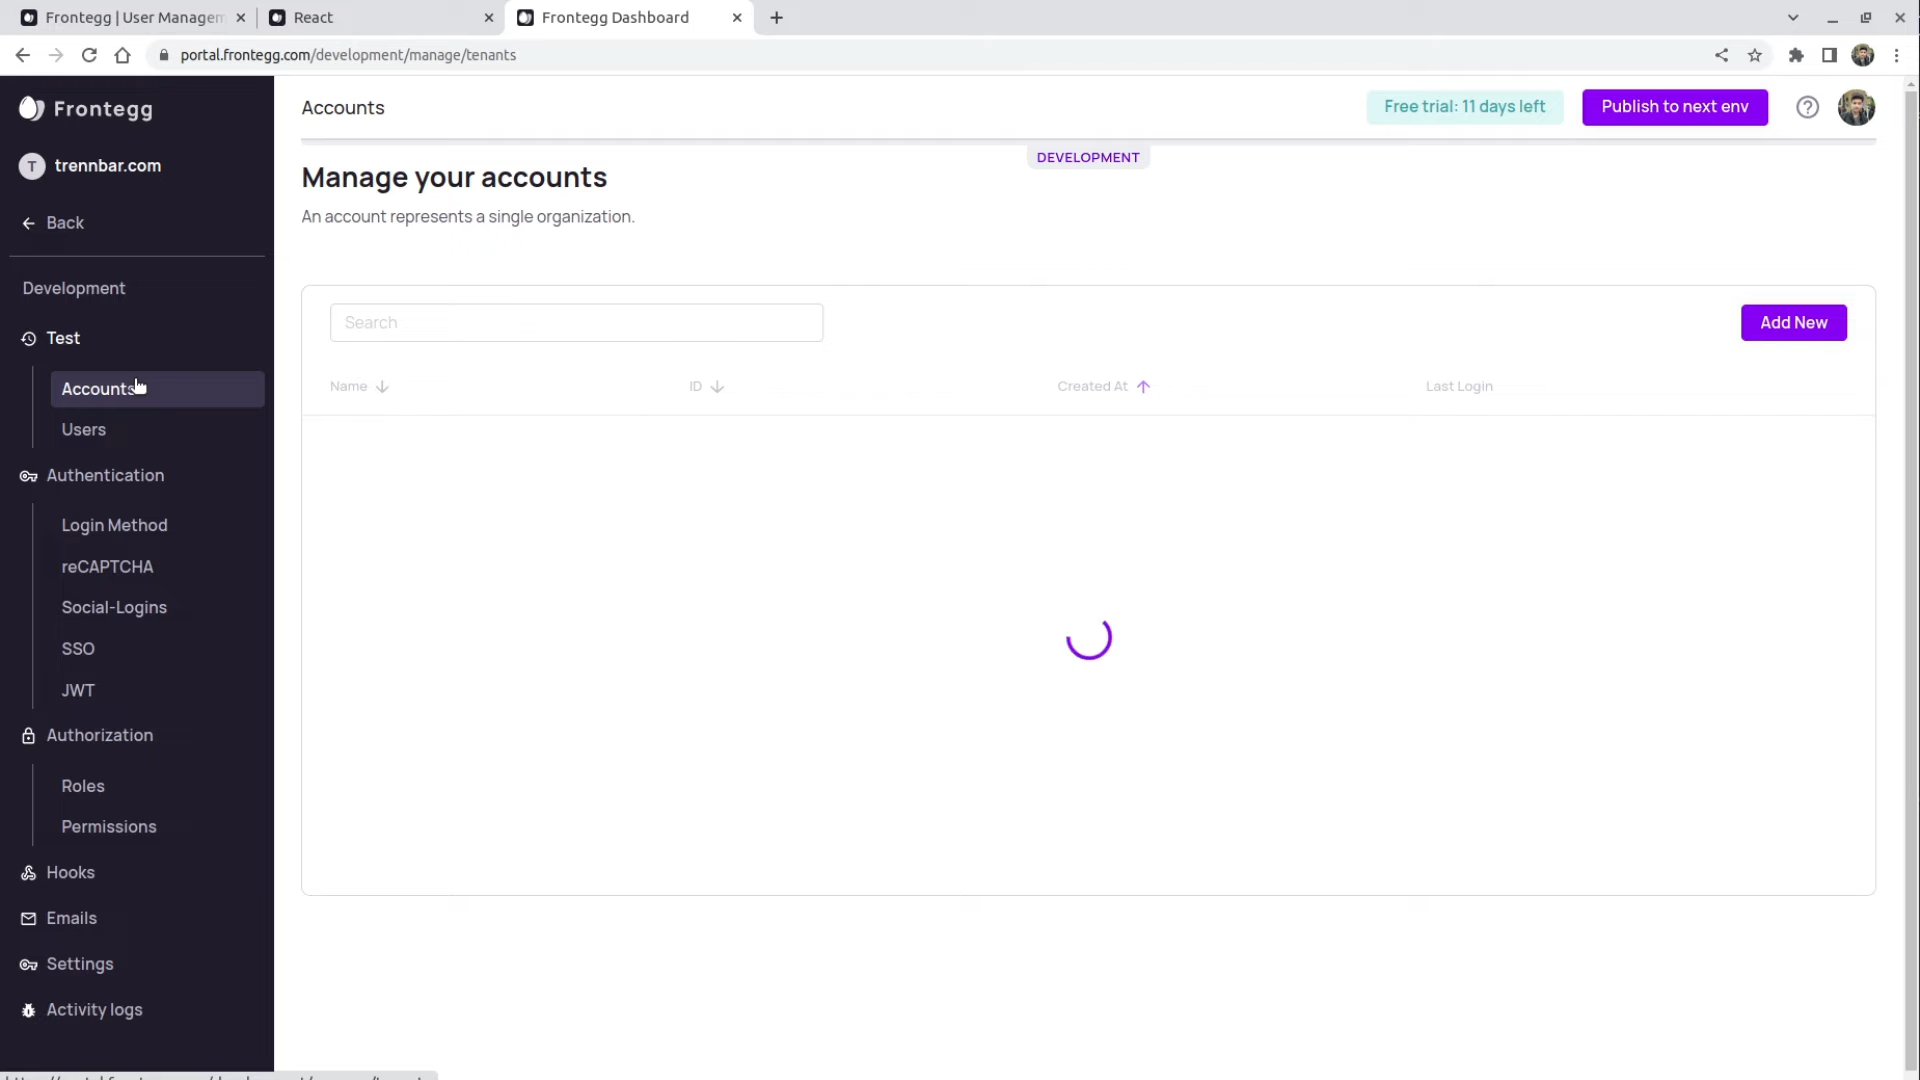 Frontegg | User Managem
React
Frontegg Dashboard
portal.frontegg.com/development/manage/tenants
Frontegg
T trennbar.com
Back
Development
Test
Accounts
Users
Authentication
Login Method
reCAPTCHA
Social-Logins
SSO
JWT
Authorization
Roles
Permissions
Hooks
Emails
Settings
Activity logs
Accounts
Free trial: 11 days left
Publish to next env
DEVELOPMENT
Manage your accounts
An account represents a single organization.
Search
Add New
Name
ID
Created At
Last Login